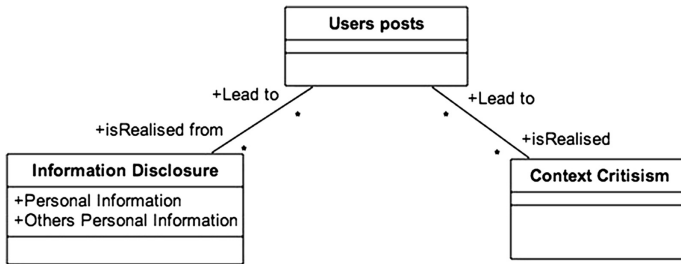 Users posts
+Lead to
+Lead to
*
*
+isRealised from
+isRealised
*
*
Information Disclosure
Context Critisism
+Personal Information
+Others Personal Information